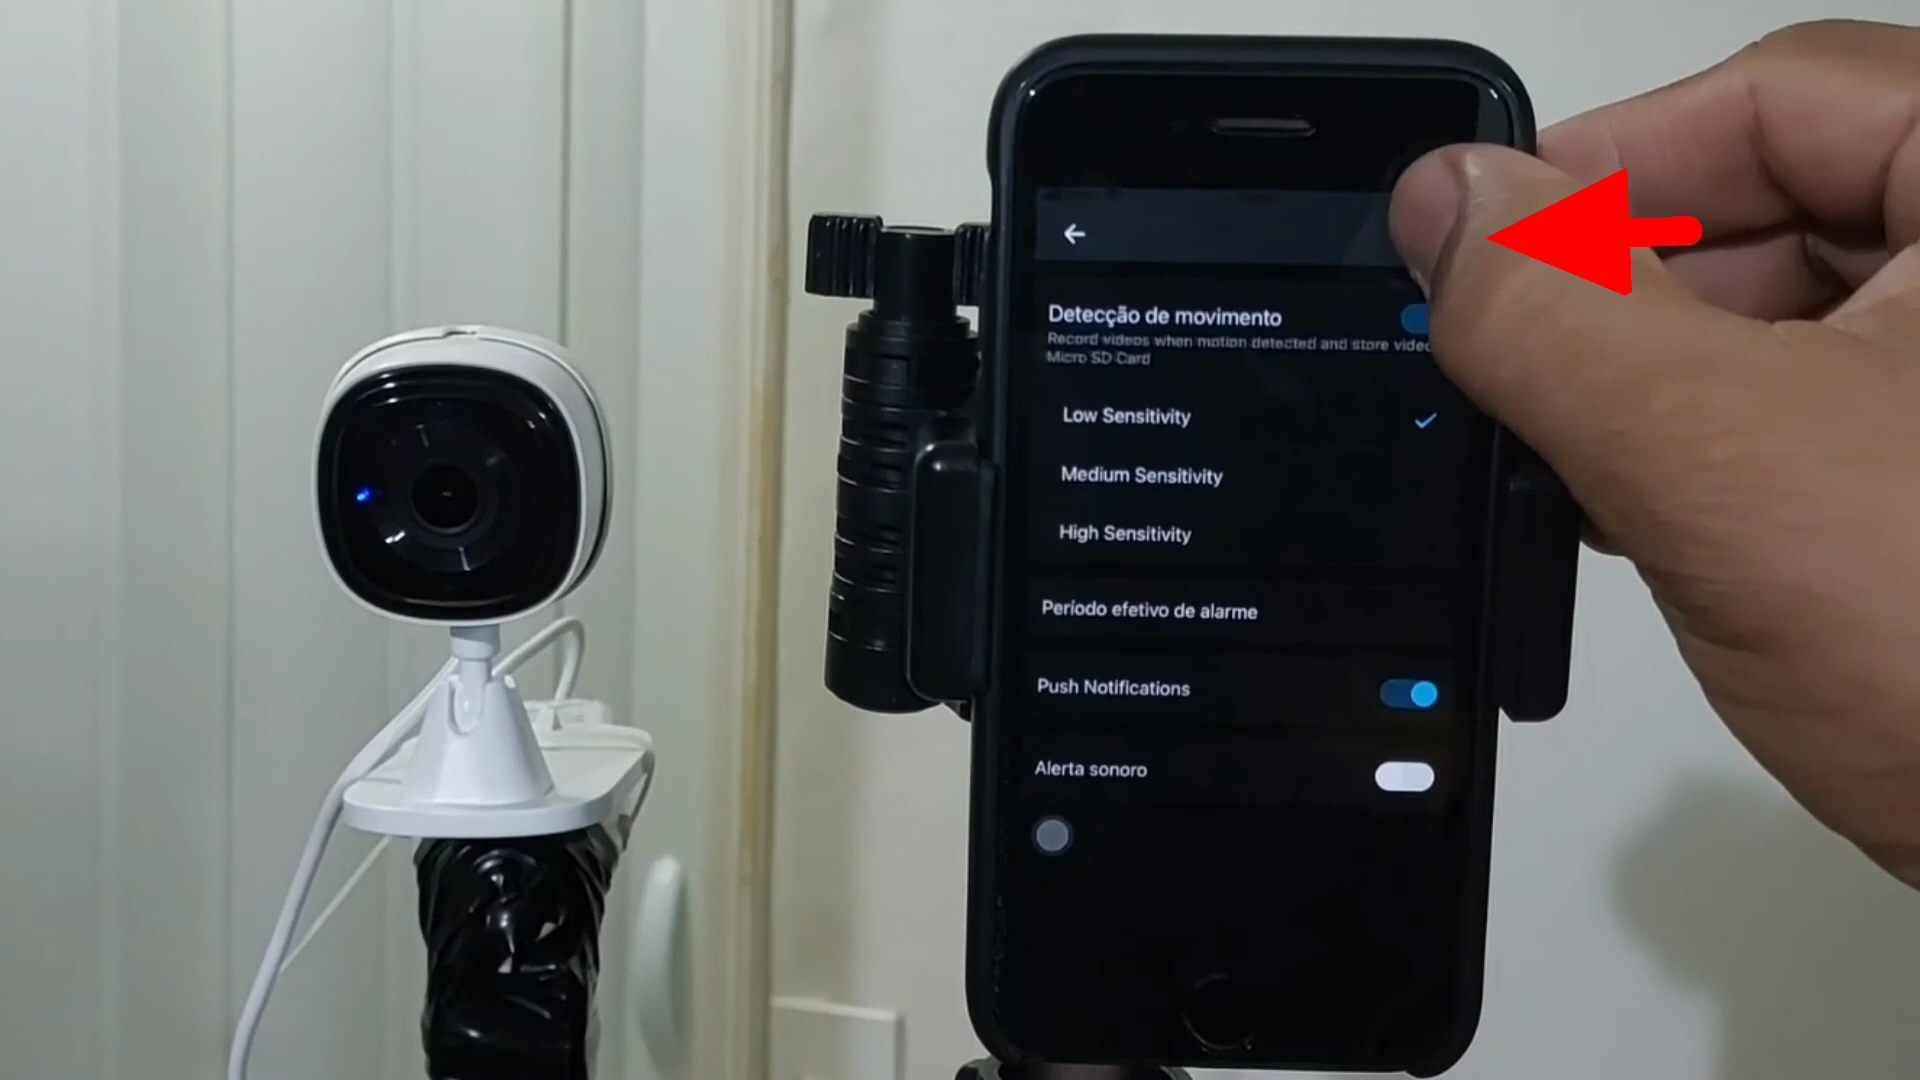 Detecção de movimento
Record videos when motion detected and store video
Micro SD Card
Low Sensitivity
Medium Sensitivity
High Sensitivity
Período efetivo de alarme
Push Notifications
Alerta sonoro